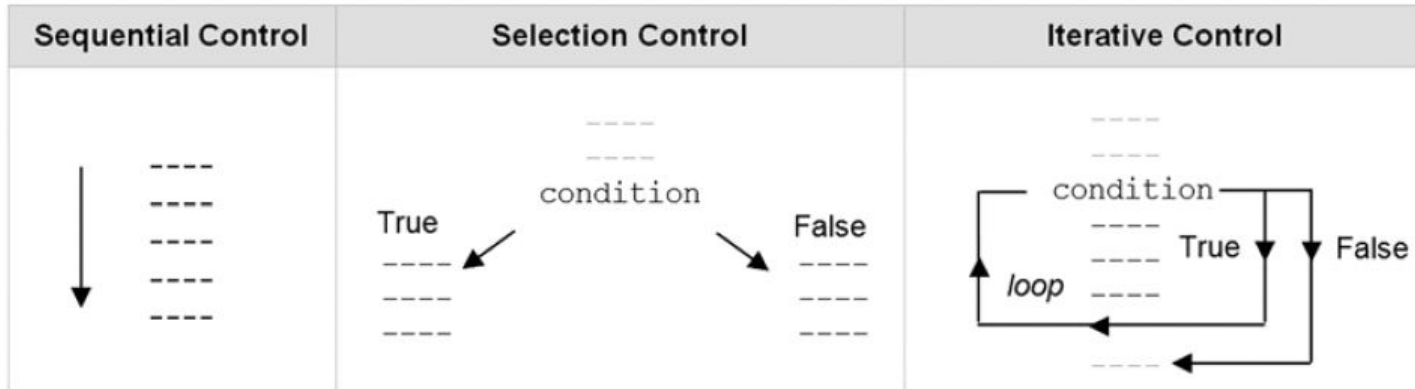 Sequential Control
Selection Control
Iterative Control
----
----
----
----
----
----
----
condition
True
False
----
----
----
----
----
----
----
----
condition
----
True
False
----
loop
----
----